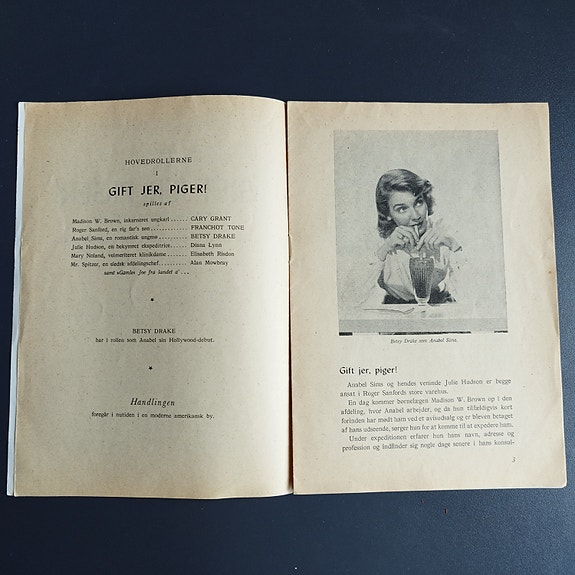 HOVEDROLLERNE
I
GIFT JER, PIGER!
spilles af
Madison W. Brown, inkarneret ungkarl ...... CARY GRANT
Roger Sanford, en rig far's søn ............ FRANCHOT TONE
Anabel Sims, en romantisk ungmø .......... BETSY DRAKE
Julie Hudson, en bekymret ekspeditrice..... Diana Lynn
Mary Noland, velmeriteret klinikdame ...... Elisabeth Risdon
Mr. Spitzer, en sledsk afdelingschef......... Alan Mowbray
samt »Gamle« Joe fra landet a' . . .
*
BETSY DRAKE
har i rollen som Anabel sin Hollywood-debut.
*
Handlingen
foregår i nutiden i en moderne amerikansk by.
Betsy Drake som Anabel Sims.
Gift jer, piger!
Anabel Sims og hendes veninde Julie Hudson er begge
ansat i Roger Sanfords store varehus.
En dag kommer børnelægen Madison W. Brown op i den
afdeling, hvor Anabel arbejder, og da hun tilfældigvis kort
forinden har mødt ham ved et avisudsalg og er bleven betaget
af hans udseende, sørger hun for at komme til at expedere ham.
Under expeditionen erfarer hun hans navn, adresse og
profession og indfinder sig nogle dage senere i hans konsul-
3